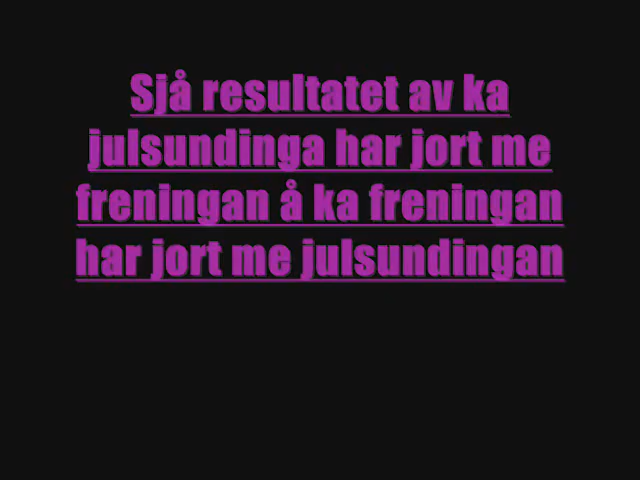 Sjå resultatet av ka
julsundinga har jort me
freningan å ka freningan
har jort me julsundingan